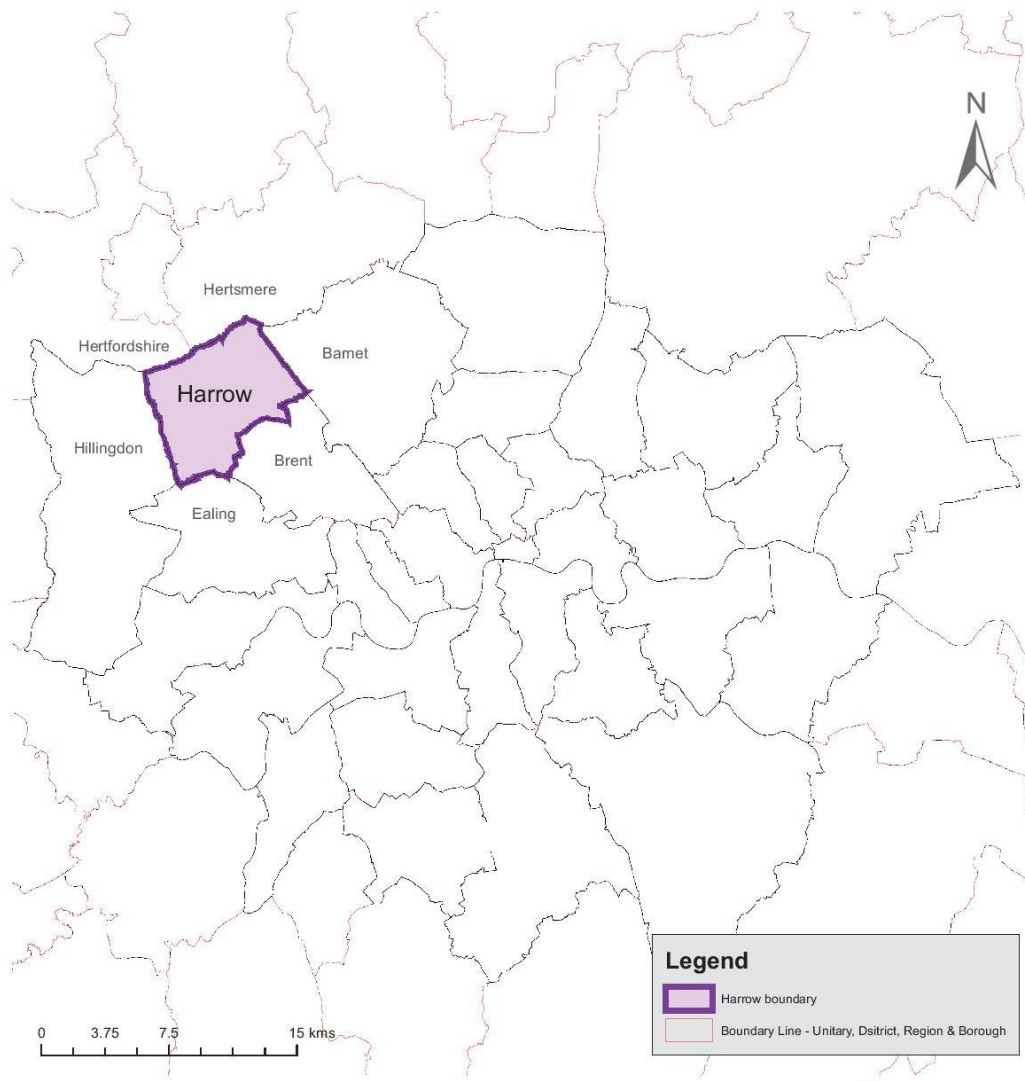 N
Hertsmere
Hertfordshire
Barnet
Harrow
Hillingdon
Brent
Ealing
Legend
Harrow boundary
Boundary Line - Unitary, Dsitrict, Region & Borough
0 3.75 7.5 15 kms